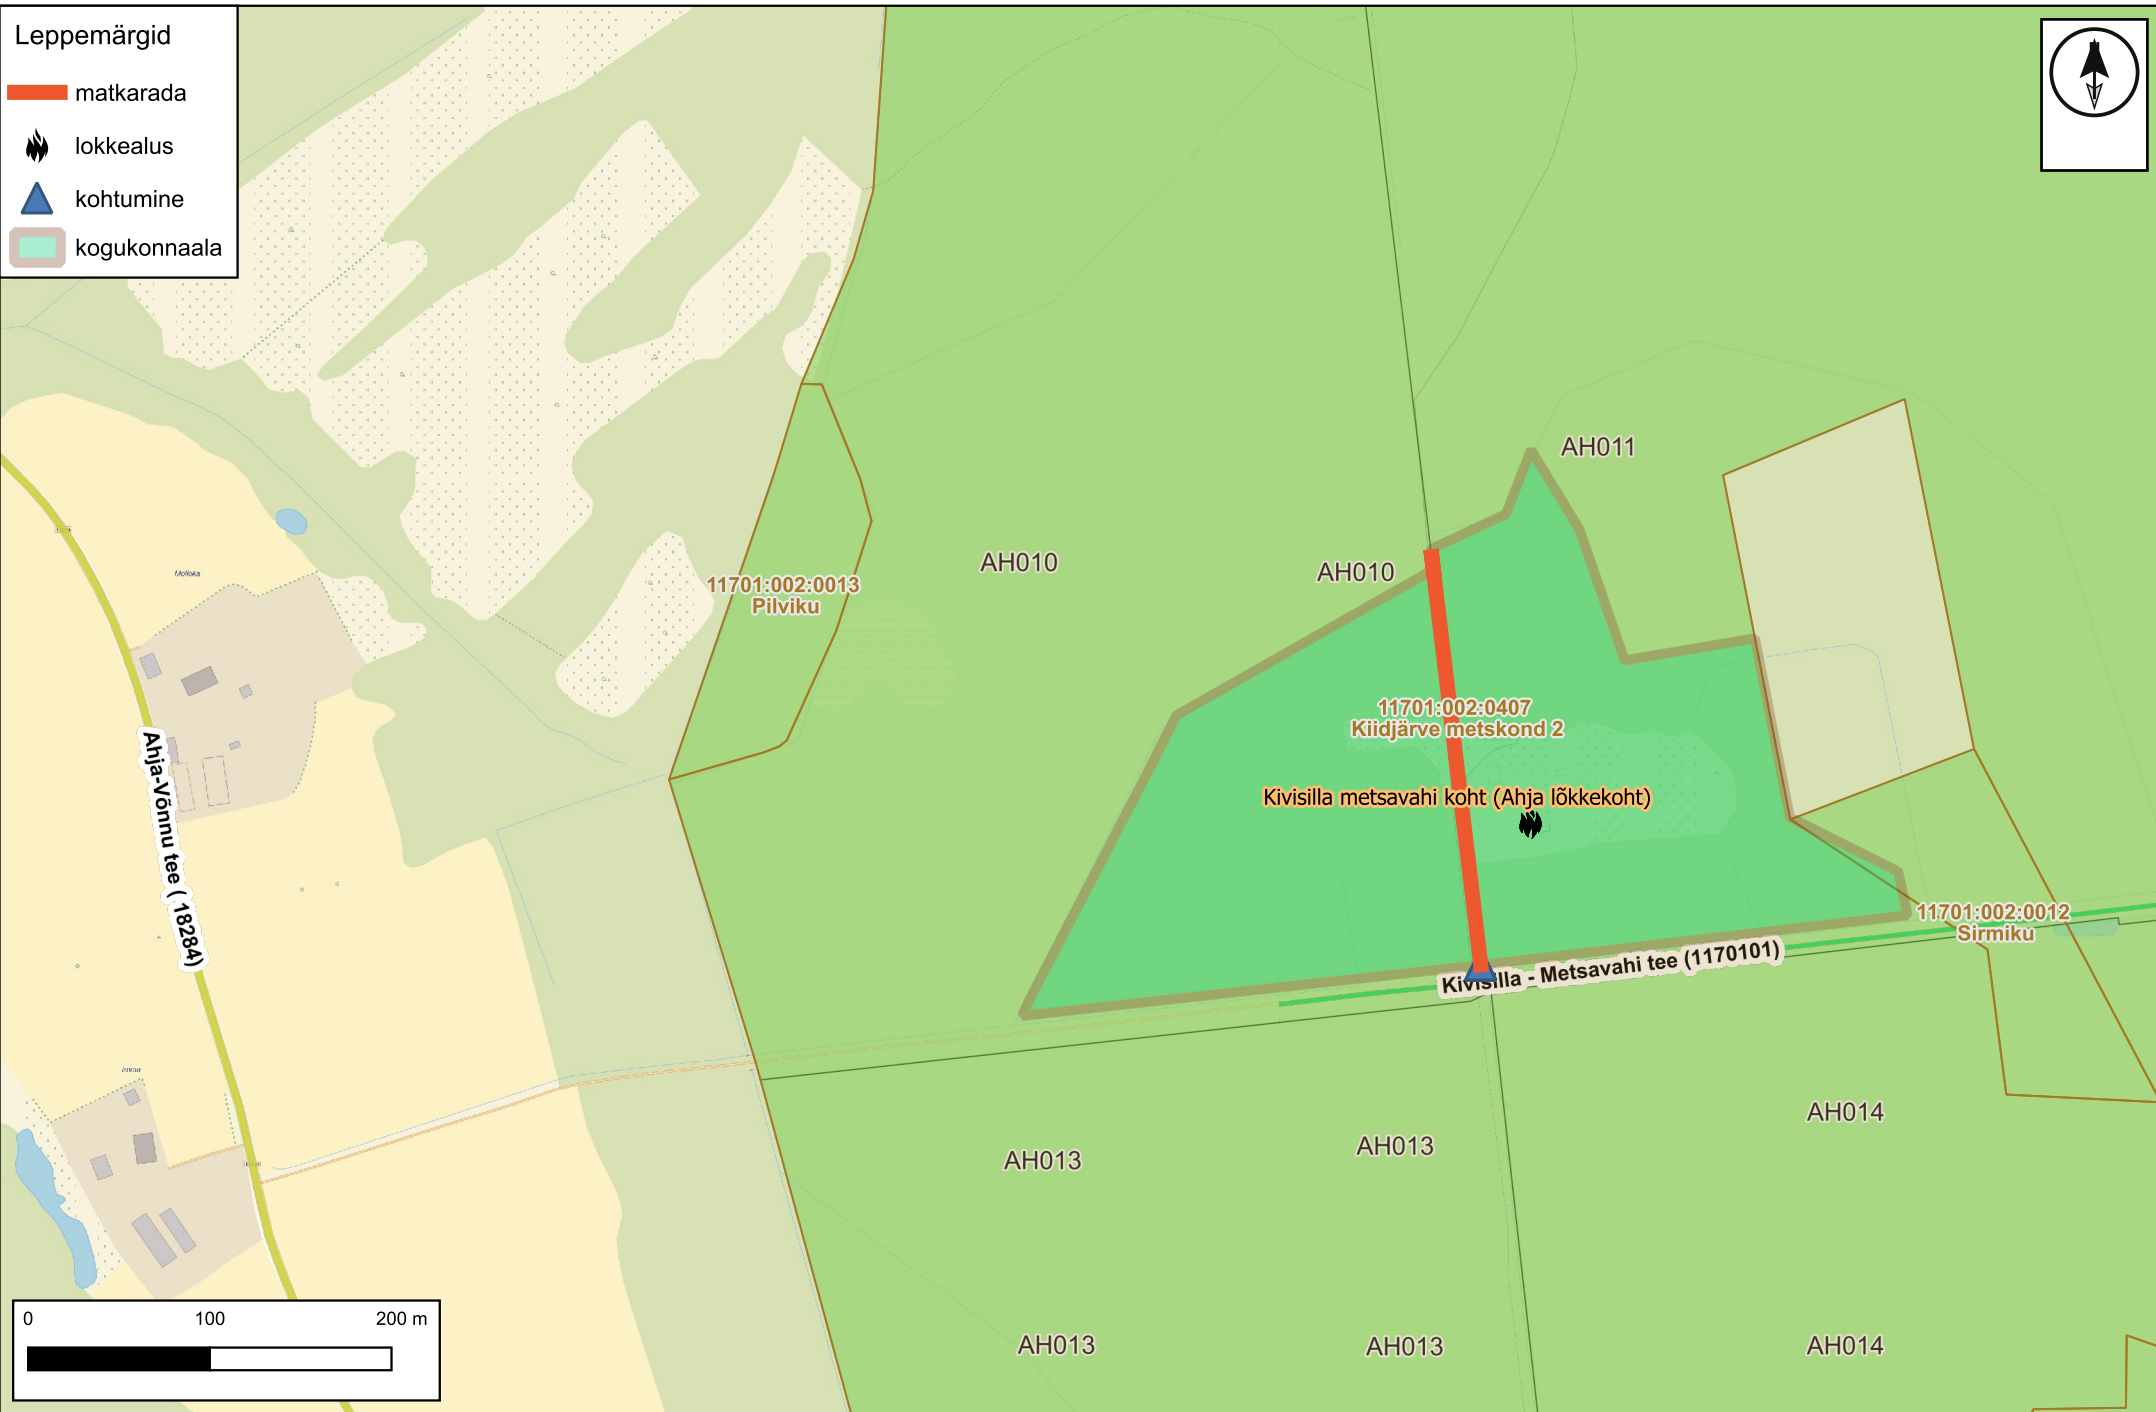 Leppemärgid
matkarada
lokkealus
kohtumine
kogukonnaala
AH011
AH010
AH010
11701:002:0013
Pilviku
Molloka
11701:002:0407
Kiidjärve metskond 2
Kivisilla metsavahi koht (Ahja lõkkekoht)
Ahja-Võnnu tee ( 18284)
11701:002:0012
Sirmiku
Kivisilla - Metsavahi tee (1170101)
AH014
AH013
AH013
AH013
AH013
AH014
0 100 200 m